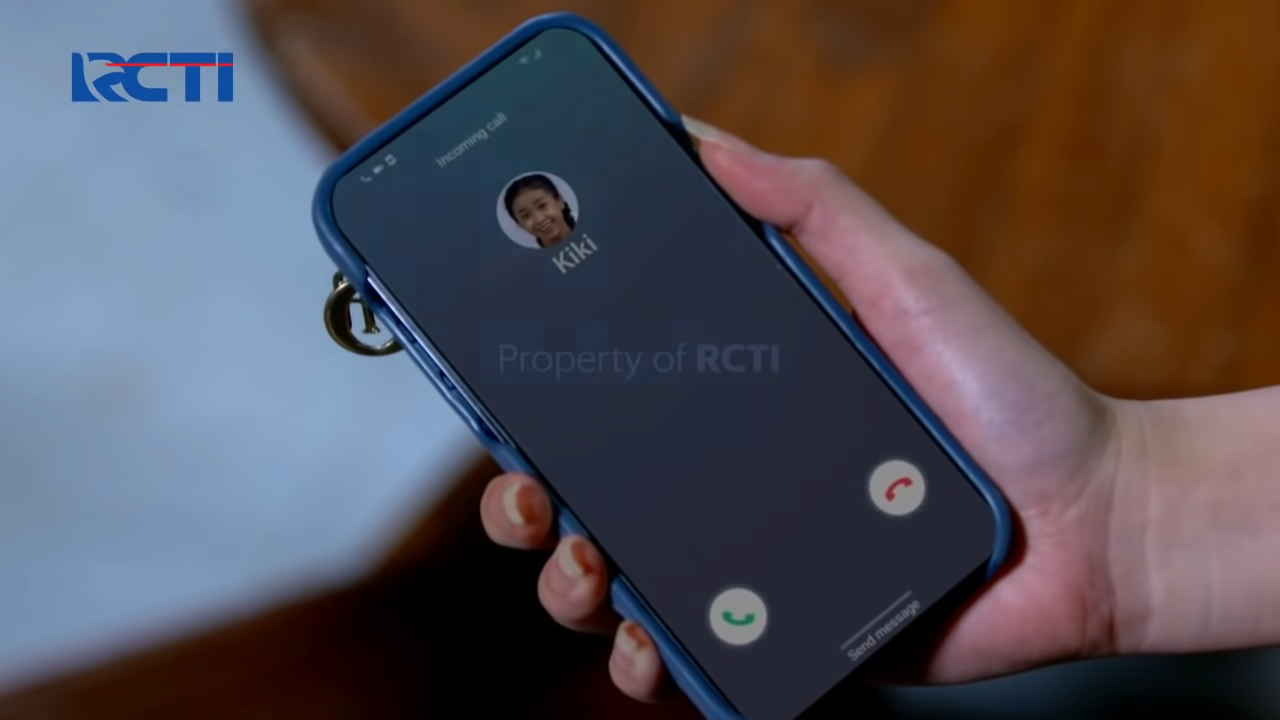 RCTI
Incoming call
Kiki
Property of RCTI
Send message